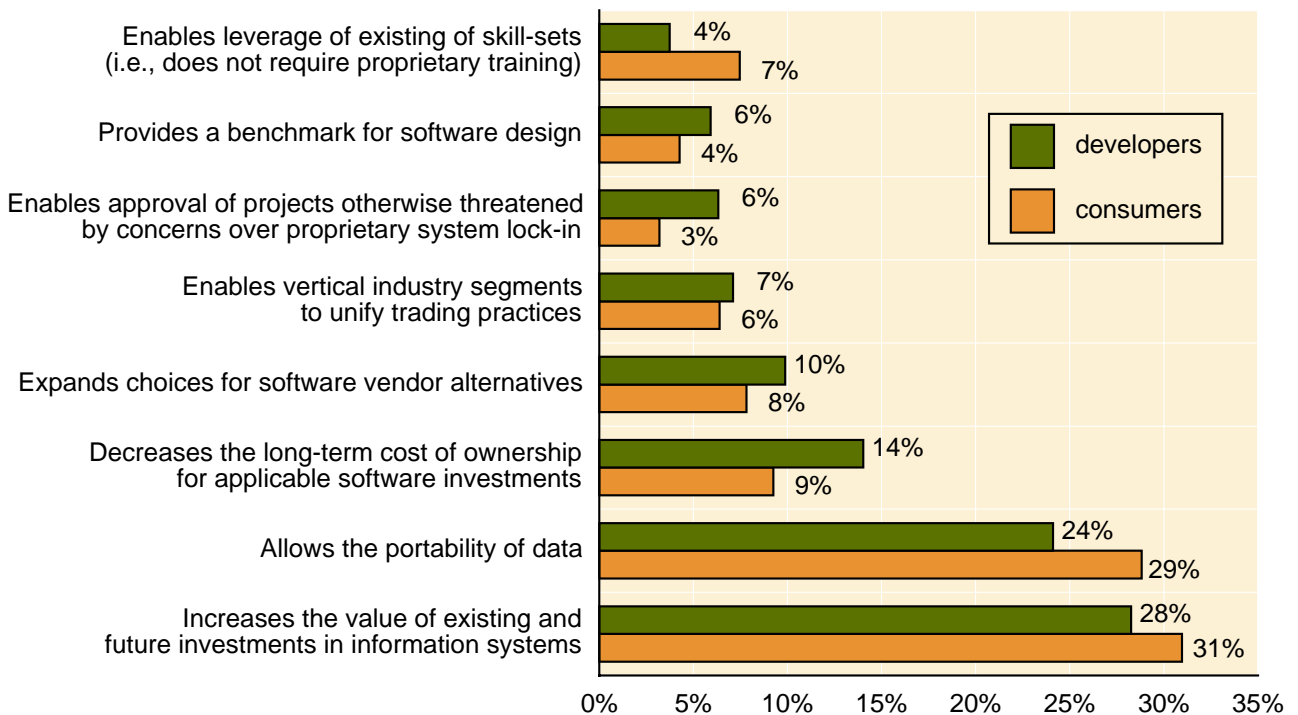 Enables leverage of existing of skill-sets
(i.e., does not require proprietary training)
4%
7%
Provides a benchmark for software design
6%
4%
developers
consumers
Enables approval of projects otherwise threatened
by concerns over proprietary system lock-in
6%
3%
Enables vertical industry segments
to unify trading practices
7%
6%
Expands choices for software vendor alternatives
10%
8%
Decreases the long-term cost of ownership
for applicable software investments
14%
9%
Allows the portability of data
24%
29%
Increases the value of existing and
future investments in information systems
28%
31%
0% 5% 10% 15% 20% 25% 30% 35%